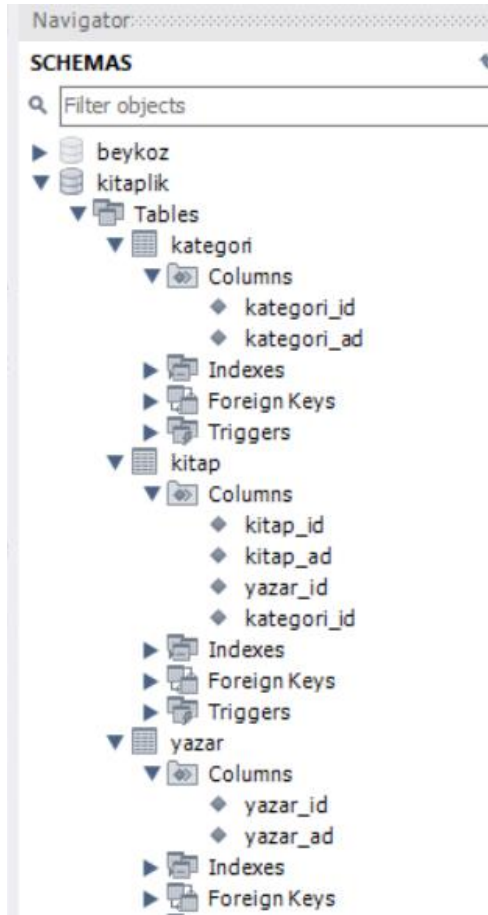 Navigator
SCHEMAS
Filter objects
beykoz
kitaplik
Tables
kategori
Columns
kategori_id
kategori_ad
Indexes
Foreign Keys
Triggers
kitap
Columns
kitap_id
kitap_ad
yazar_id
kategori_id
Indexes
Foreign Keys
Triggers
yazar
Columns
yazar_id
yazar_ad
Indexes
Foreign Keys